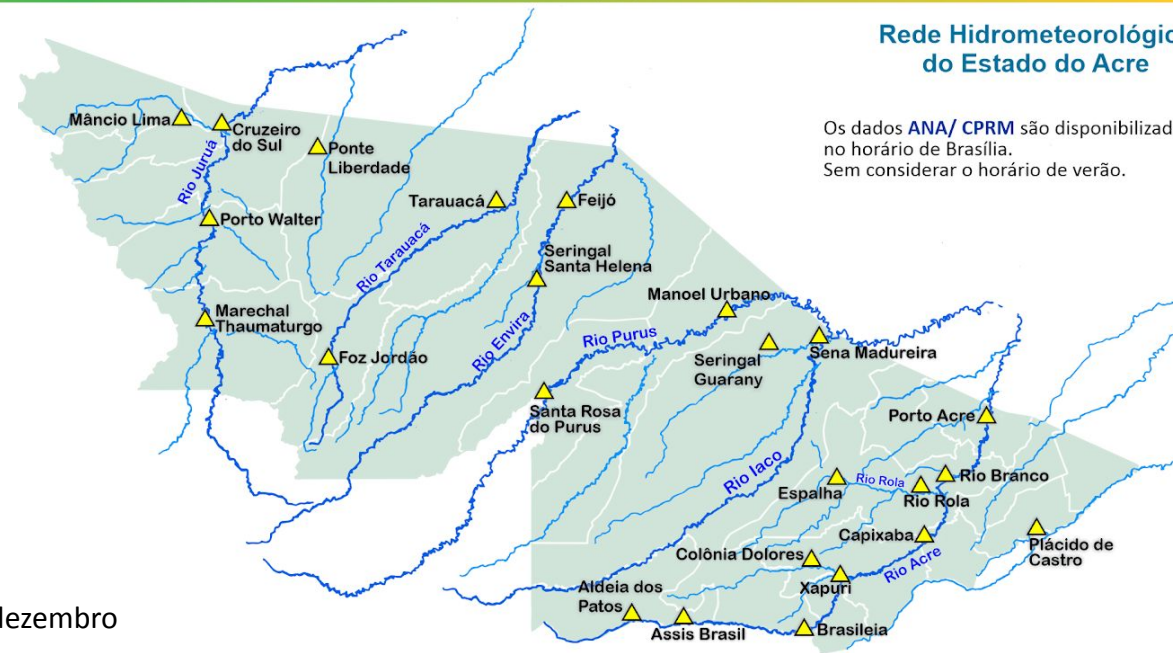 Rede Hidrometeorológic
do Estado do Acre
Os dados ANA/ CPRM são disponibilizad
no horário de Brasília.
Sem considerar o horário de verão.
Mâncio Lima
Cruzeiro
do Sul
Ponte
Liberdade
Rio Juruá
Porto Walter
Tarauacá
Feijó
Rio Tarauacá
Seringal
Santa Helena
Marechal
Thaumaturgo
Foz Jordão
Rio Envira
Manoel Urbano
Rio Purus
Seringal
Guarany
Sena Madureira
Santa Rosa
do Purus
Porto Acre
Rio Iaco
Espalha
Rio Rola
Rio Branco
Rio Rola
Capixaba
Plácido de
Castro
Colônia Dolores
Rio Acre
Xapuri
Aldeia dos
Patos
Assis Brasil
Brasileia
dezembro